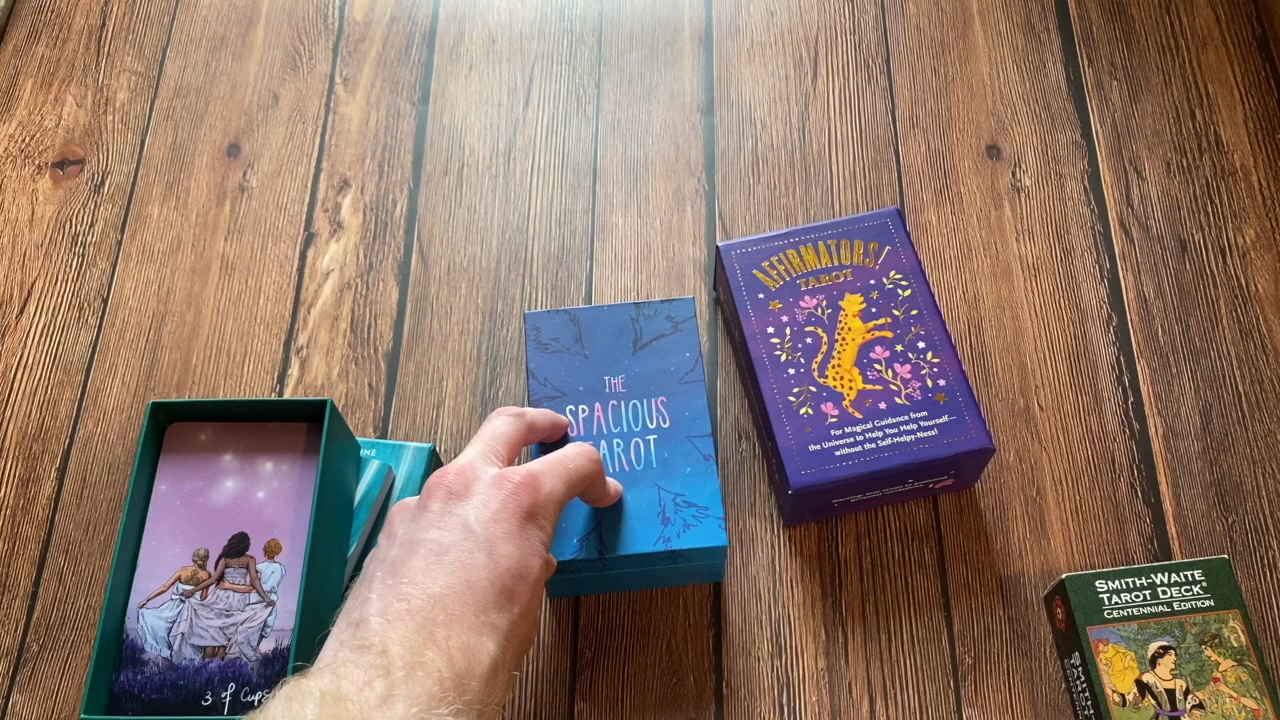 3 of Cups
NE
THE
SPACIOUS
TAROT
AFFIRMATORS!
TAROT
For Magical Guidance from
the Universe to Help You Help Yourself—
without the Self-Helpy-Ness!
SMITH-WAITE
TAROT DECK®
CENTENNIAL EDITION